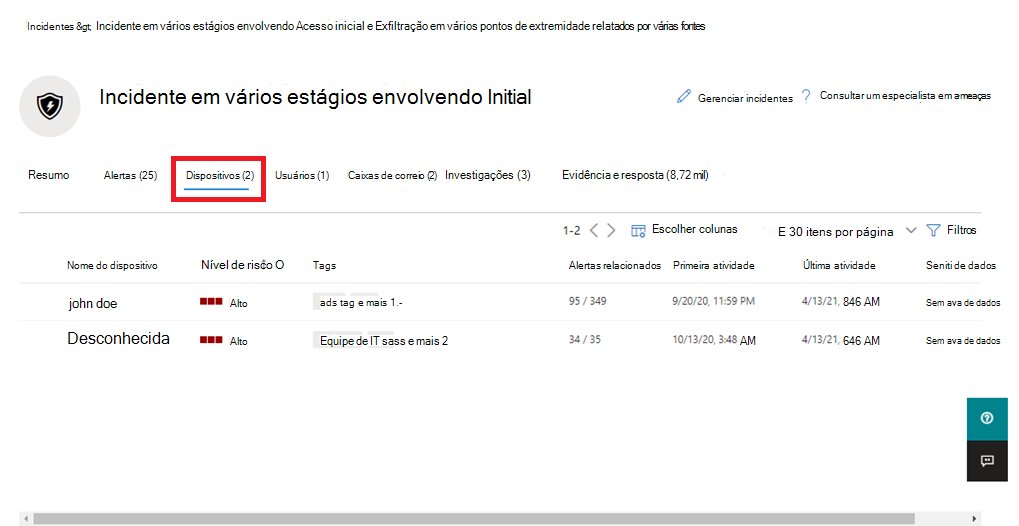 Incidentes &gt; Incidente em vários estágios envolvendo Acesso inicial e Exfiltração em vários pontos de extremidade relatados por várias fontes
Incidente em vários estágios envolvendo Initial
Gerenciar incidentes ? Consultar um especialista em ameaças
Resumo Alertas (25) Dispositivos (2) Usuários (1) Caixas de correio (2) Investigações (3) Evidência e resposta (8,72 mil)
1-2 Escolher colunas E 30 itens por página Filtros
Nome do dispositivo Nível de risco O Tags Alertas relacionados Primeira atividade Última atividade Seniti de dados
john doe Alto ads tag e mais 1.- 95 / 349 9/20/20, 11:59 PM 4/13/21, 846 AM Sem ava de dados
Desconhecida Alto Equipe de IT sass e mais 2 34 / 35 10/13/20, 3:48 AM 4/13/21, 646 AM Sem ava de dados